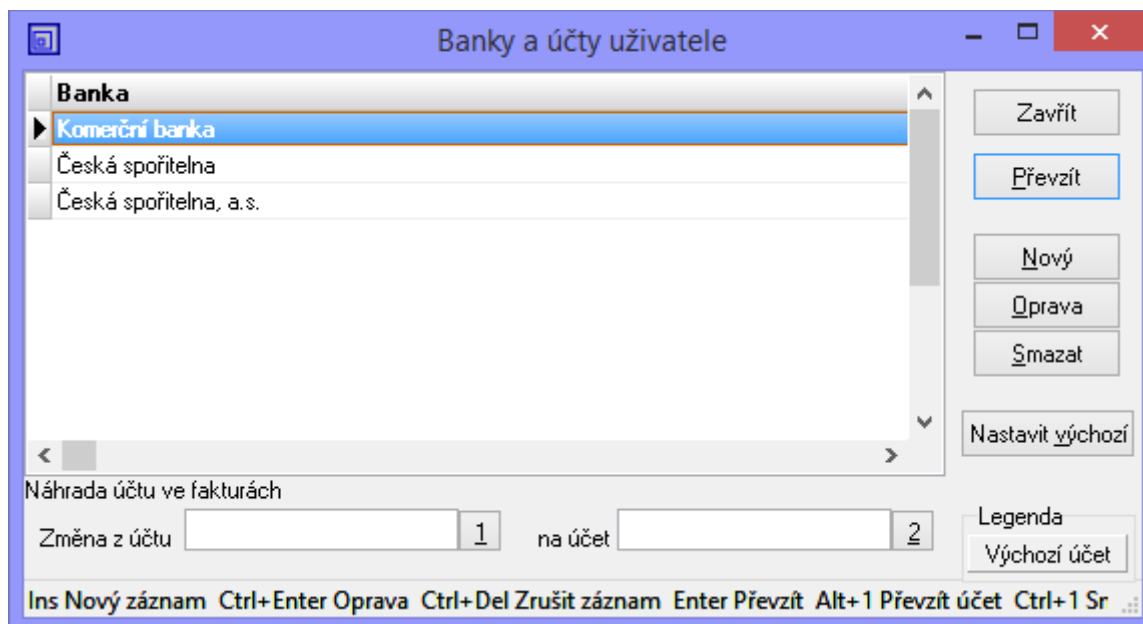 Banky a účty uživatele
Banka
Komerční banka
Česká spořitelna
Česká spořitelna, a.s.
Zavřít
Převzít
Nový
Oprava
Smazat
Nastavit výchozí
Náhrada účtu ve fakturách
Změna z účtu 1 na účet 2
Legenda
Výchozí účet
Ins Nový záznam Ctrl+Enter Oprava Ctrl+Del Zrušit záznam Enter Převzít Alt+1 Převzít účet Ctrl+1